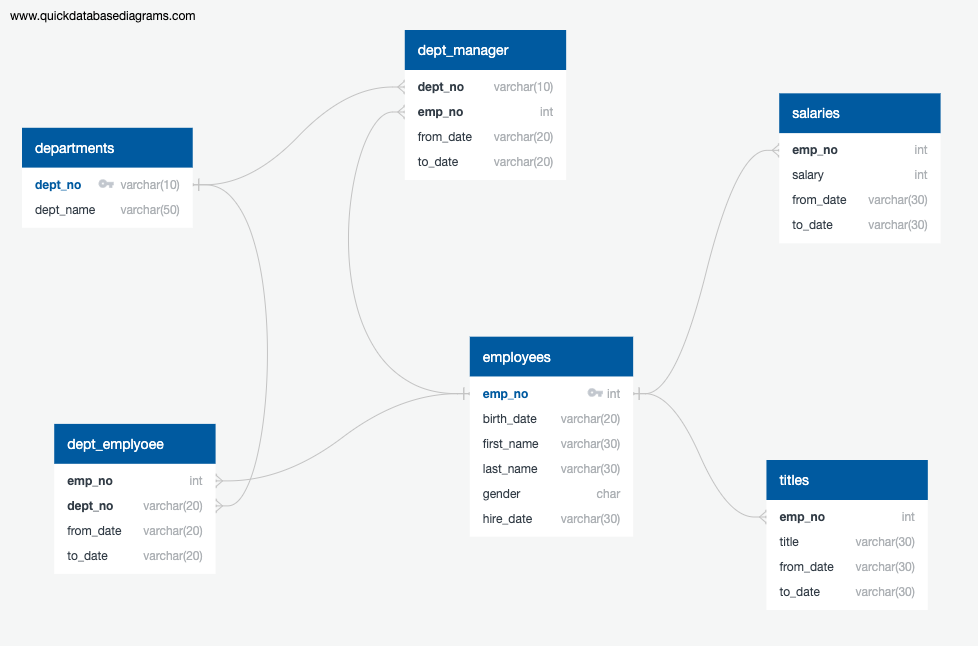 www.quickdatabasediagrams.com
dept_manager
dept_no varchar(10)
emp_no int
from_date varchar(20)
to_date varchar(20)
salaries
emp_no int
salary int
from_date varchar(30)
to_date varchar(30)
departments
dept_no varchar(10)
dept_name varchar(50)
employees
emp_no int
birth_date varchar(20)
first_name varchar(30)
last_name varchar(30)
gender char
hire_date varchar(30)
dept_emplyoee
emp_no int
dept_no varchar(20)
from_date varchar(20)
to_date varchar(20)
titles
emp_no int
title varchar(30)
from_date varchar(30)
to_date varchar(30)